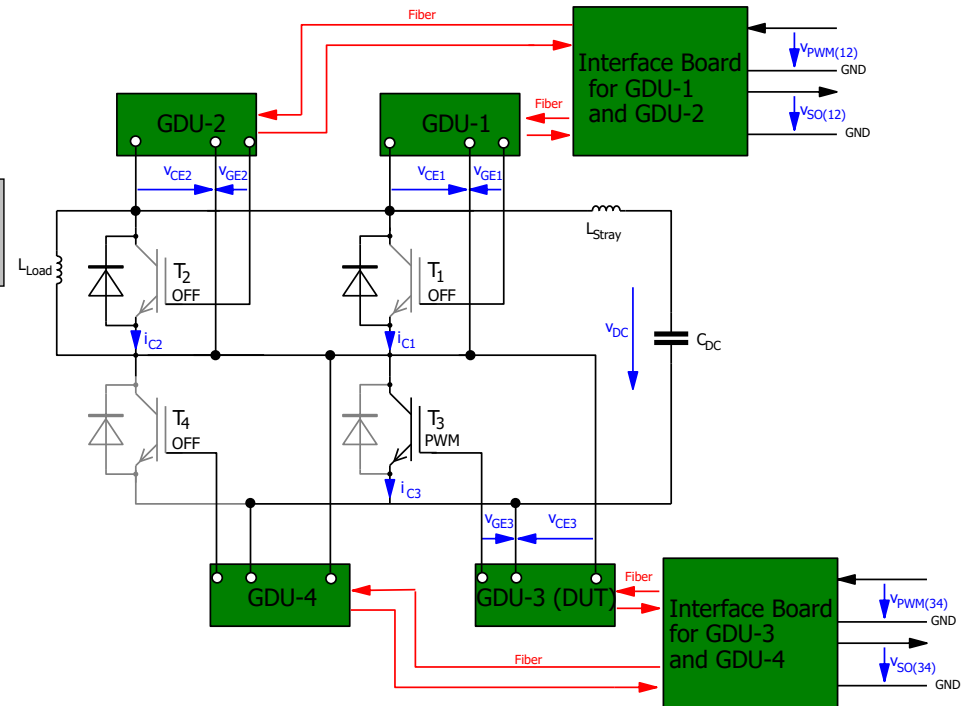 Fiber
Interface Board
for GDU-1
and GDU-2
vPWM(12)
GND
vSO(12)
GND
GDU-2
GDU-1
Fiber
vCE2
vGE2
vCE1
vGE1
LStray
LLoad
T2
OFF
T1
OFF
iC2
iC1
vDC
CDC
T4
OFF
T3
PWM
iC3
vGE3
vCE3
GDU-4
GDU-3 (DUT)
Fiber
Interface Board
for GDU-3
and GDU-4
vPWM(34)
GND
vSO(34)
GND
Fiber